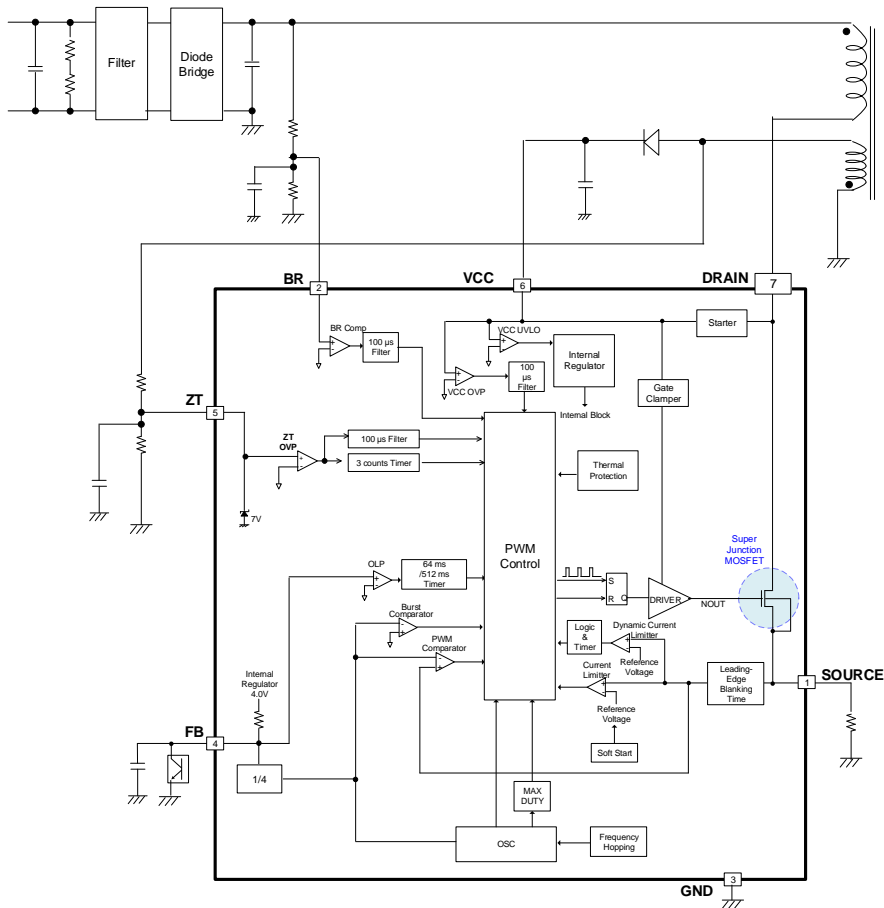 Filter
Diode
Bridge
BR
2
VCC
6
DRAIN
7
BR Comp
100 µs
Filter
VCC UVLO
Internal
Regulator
Starter
VCC OVP
100
µs
Filter
Internal Block
Gate
Clamper
ZT
5
ZT
OVP
+
-
100 µs Filter
3 counts Timer
7V
Thermal
Protection
PWM
Control
Super
Junction
MOSFET
OLP
64 ms
/512 ms
Timer
S
R
Q
DRIVER
NOUT
Burst
Comparator
PWM
Comparator
Logic
&
Timer
Dynamic Current
Limitter
Reference
Voltage
Current
Limitter
Reference
Voltage
Leading-
Edge
Blanking
Time
1
SOURCE
Internal
Regulator
4.0V
Soft Start
FB
4
1/4
MAX
DUTY
OSC
Frequency
Hopping
3
GND